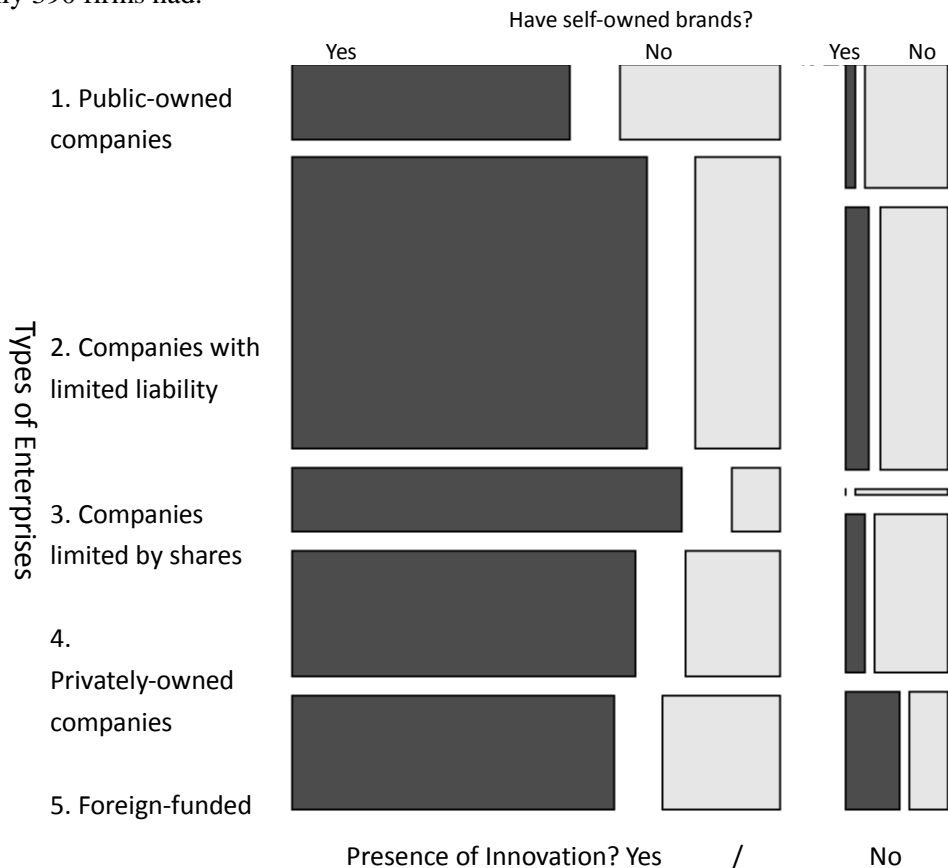 Have self-owned brands?
Yes No Yes No
1. Public-owned
companies
2. Companies with
limited liability
3. Companies
limited by shares
4.
Privately-owned
companies
5. Foreign-funded
Types of Enterprises
Presence of Innovation? Yes / No